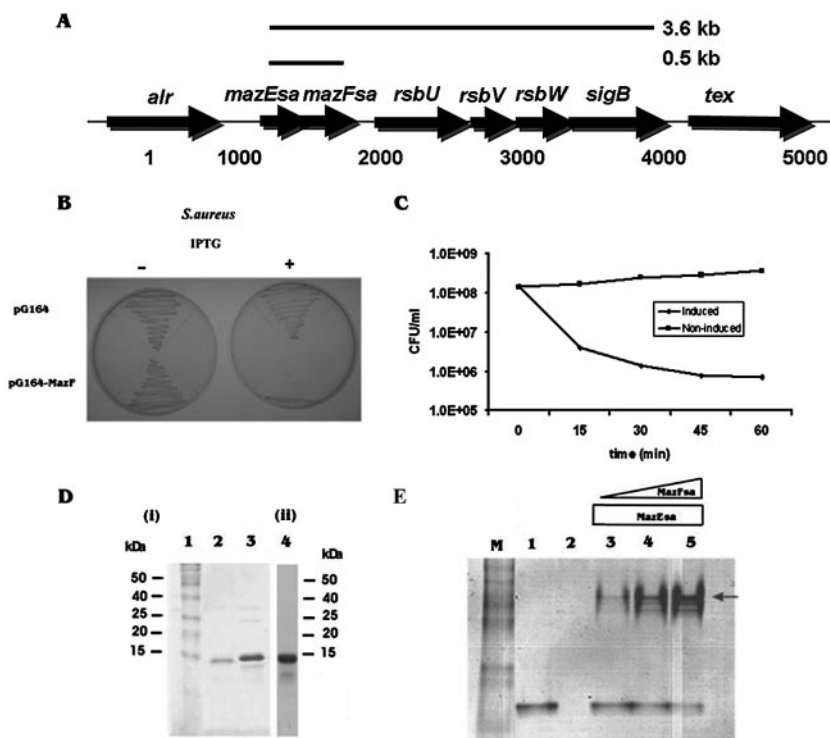 A
3.6 kb
0.5 kb
alr mazEsa mazFsa rsbU rsbV rsbW sigB tex
1 1000 2000 3000 4000 5000
B
S.aureus
IPTG
- +
pG164
pG164-MazF
C
1.0E+09
1.0E+08
1.0E+07
1.0E+06
1.0E+05
CFU/ml
Induced
Non-induced
0 15 30 45 60
time (min)
D
(i) (ii)
kDa 1 2 3 4 kDa
50 50
40 40
25 25
20 20
15 15
E
MazFsa
MazEsa
M 1 2 3 4 5